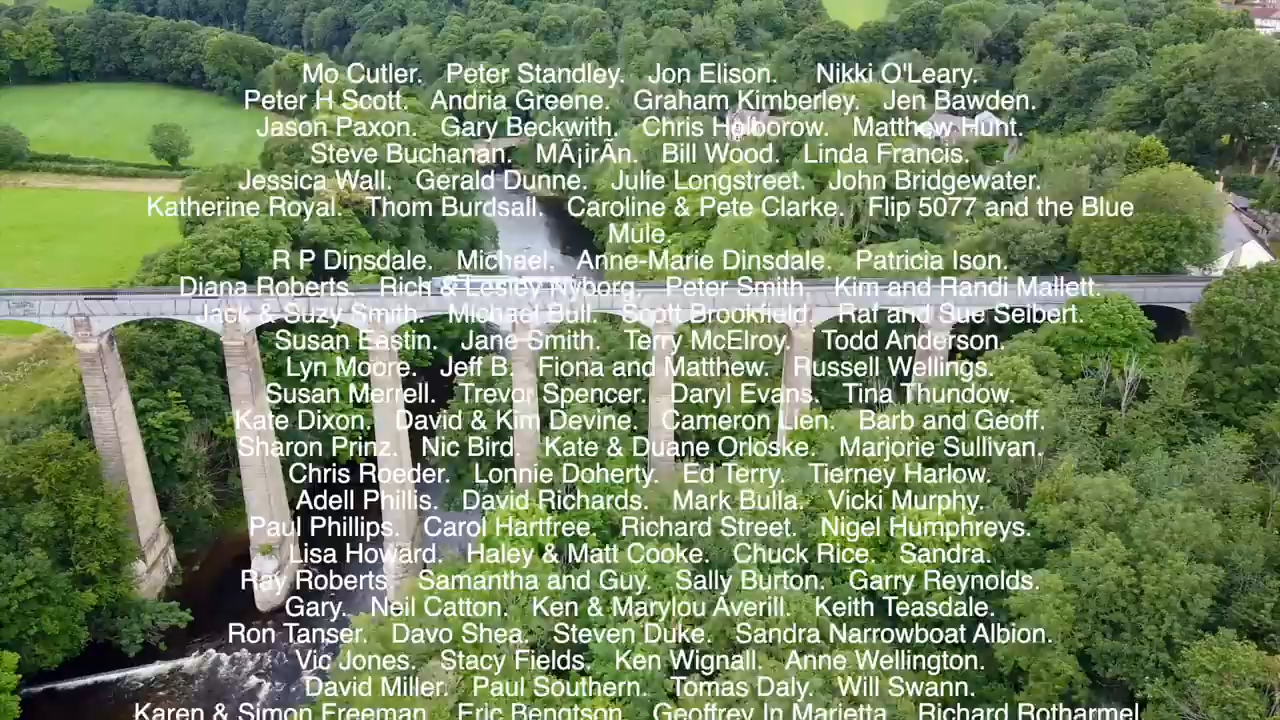 Mo Cutler. Peter Standley. Jon Elison. Nikki O'Leary.
Peter H Scott. Andria Greene. Graham Kimberley. Jen Bawden.
Jason Paxon. Gary Beckwith. Chris Holborow. Matthew Hunt.
Steve Buchanan. MÃ¡irÃ­n. Bill Wood. Linda Francis.
Jessica Wall. Gerald Dunne. Julie Longstreet. John Bridgewater.
Katherine Royal. Thom Burdsall. Caroline & Pete Clarke. Flip 5077 and the Blue
Mule.
R P Dinsdale. Michael. Anne-Marie Dinsdale. Patricia Ison.
Diana Roberts. Rich & Lesley Nyborg. Peter Smith. Kim and Randi Mallett.
Jack & Suzy Smith. Michael Bull. Scott Brookfield. Raf and Sue Seibert.
Susan Eastin. Jane Smith. Terry McElroy. Todd Anderson.
Lyn Moore. Jeff B. Fiona and Matthew. Russell Wellings.
Susan Merrell. Trevor Spencer. Daryl Evans. Tina Thundow.
Kate Dixon. David & Kim Devine. Cameron Lien. Barb and Geoff.
Sharon Prinz. Nic Bird. Kate & Duane Orloske. Marjorie Sullivan.
Chris Roeder. Lonnie Doherty. Ed Terry. Tierney Harlow.
Adell Phillis. David Richards. Mark Bulla. Vicki Murphy.
Paul Phillips. Carol Hartfree. Richard Street. Nigel Humphreys.
Lisa Howard. Haley & Matt Cooke. Chuck Rice. Sandra.
Ray Roberts. Samantha and Guy. Sally Burton. Garry Reynolds.
Gary. Neil Catton. Ken & Marylou Averill. Keith Teasdale.
Ron Tanser. Davo Shea. Steven Duke. Sandra Narrowboat Albion.
Vic Jones. Stacy Fields. Ken Wignall. Anne Wellington.
David Miller. Paul Southern. Tomas Daly. Will Swann.
Karen & Simon Freeman. Eric Bengtson. Geoffrey In Marietta. Richard Rotharmel